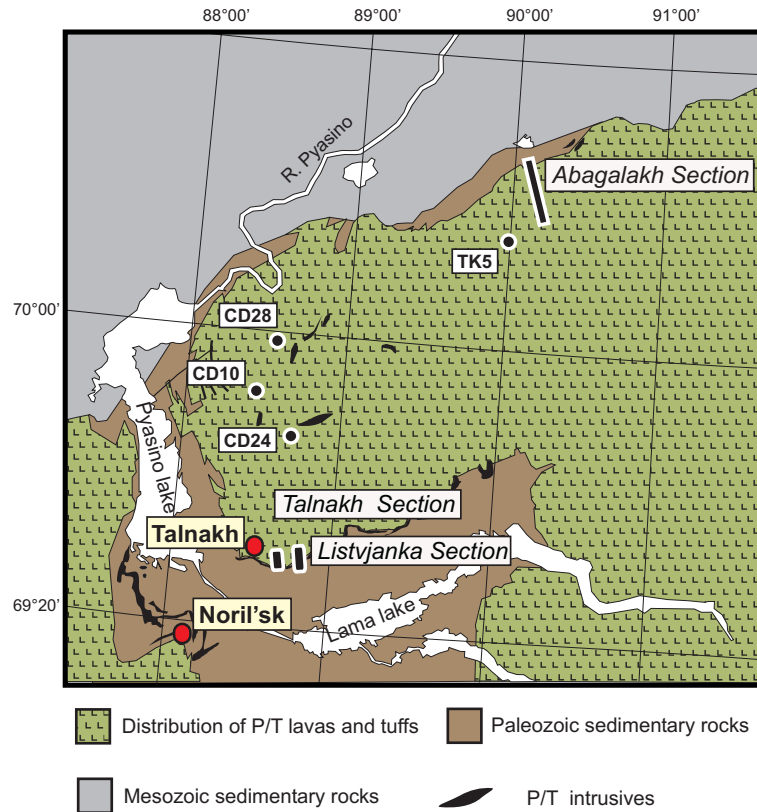 88°00’ 89°00’ 90°00’ 91°00’
R. Pyasino
Abagalakh Section
TK5
70°00’
CD28
CD10
CD24
Pyasino lake
Talnakh Section
Talnakh
Listvjanka Section
69°20’
Noril’sk
Lama lake
Distribution of P/T lavas and tuffs
Paleozoic sedimentary rocks
Mesozoic sedimentary rocks
P/T intrusives